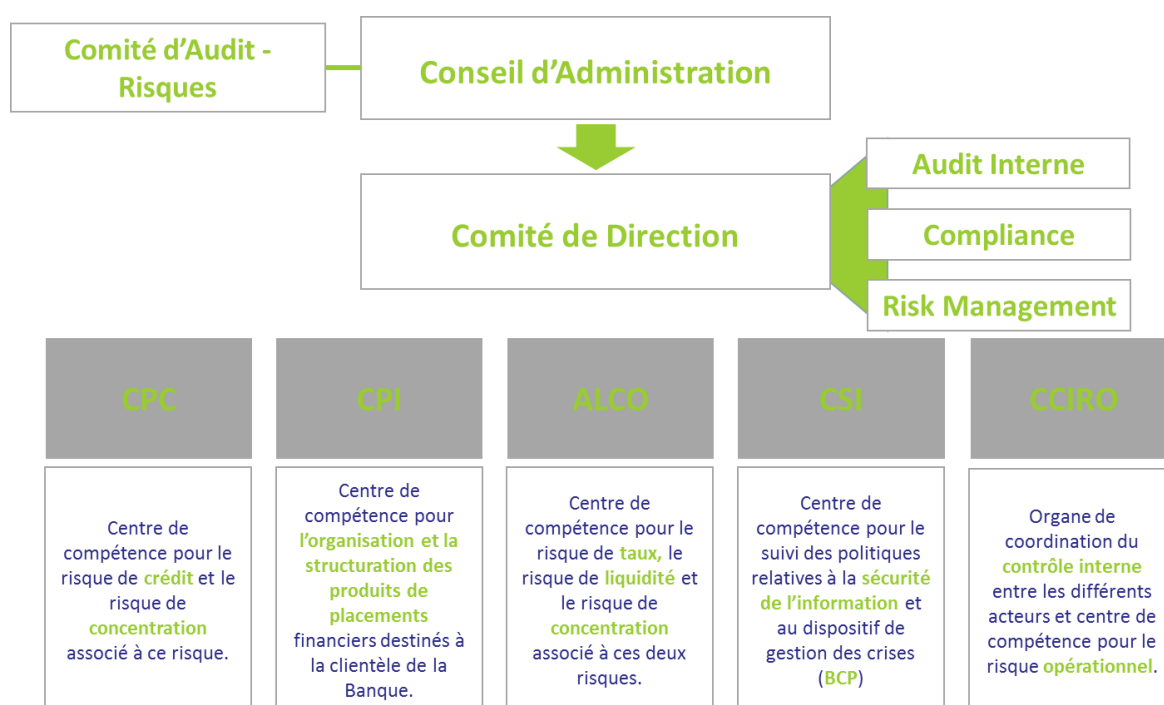 Comité d’Audit -
Risques
Conseil d’Administration
Comité de Direction
Audit Interne
Compliance
Risk Management
CPC
CPI
ALCO
CSI
CCIRO
Centre de
compétence pour le
risque de crédit et le
risque de
concentration
associé à ce risque.
Centre de
compétence pour
l’organisation et la
structuration des
produits de
placements
financiers destinés à
la clientèle de la
Banque.
Centre de
compétence pour le
risque de taux, le
risque de liquidité et
le risque de
concentration
associé à ces deux
risques.
Centre de
compétence pour le
suivi des politiques
relatives à la sécurité
de l’information et
au dispositif de
gestion des crises
(BCP)
Organe de
coordination du
contrôle interne
entre les différents
acteurs et centre de
compétence pour le
risque opérationnel.